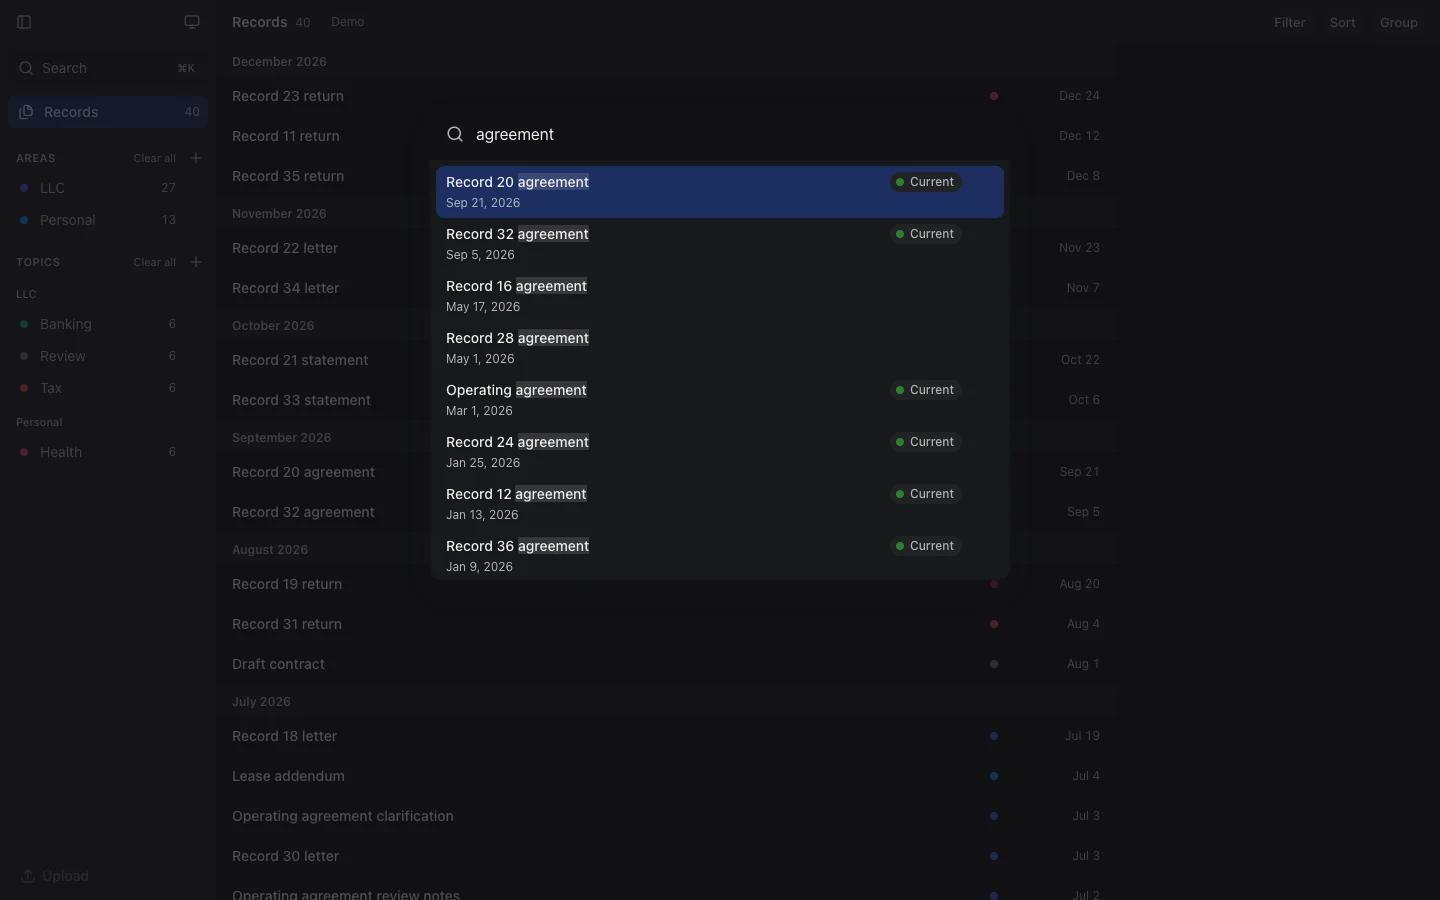 Records 40 Demo
Filter Sort Group
Search ⌘K
Records 40
AREAS Clear all +
LLC 27
Personal 13
TOPICS Clear all +
LLC
Banking 6
Review 6
Tax 6
Personal
Health 6
Upload
December 2026
Record 23 return Dec 24
Record 11 return Dec 12
Record 35 return Dec 8
November 2026
Record 22 letter Nov 23
Record 34 letter Nov 7
October 2026
Record 21 statement Oct 22
Record 33 statement Oct 6
September 2026
Record 20 agreement Sep 21
Record 32 agreement Sep 5
August 2026
Record 19 return Aug 20
Record 31 return Aug 4
Draft contract Aug 1
July 2026
Record 18 letter Jul 19
Lease addendum Jul 4
Operating agreement clarification Jul 3
Record 30 letter Jul 3
Operating agreement review notes Jul 2
agreement
Record 20 agreement Current
Sep 21, 2026
Record 32 agreement Current
Sep 5, 2026
Record 16 agreement
May 17, 2026
Record 28 agreement
May 1, 2026
Operating agreement Current
Mar 1, 2026
Record 24 agreement Current
Jan 25, 2026
Record 12 agreement Current
Jan 13, 2026
Record 36 agreement Current
Jan 9, 2026